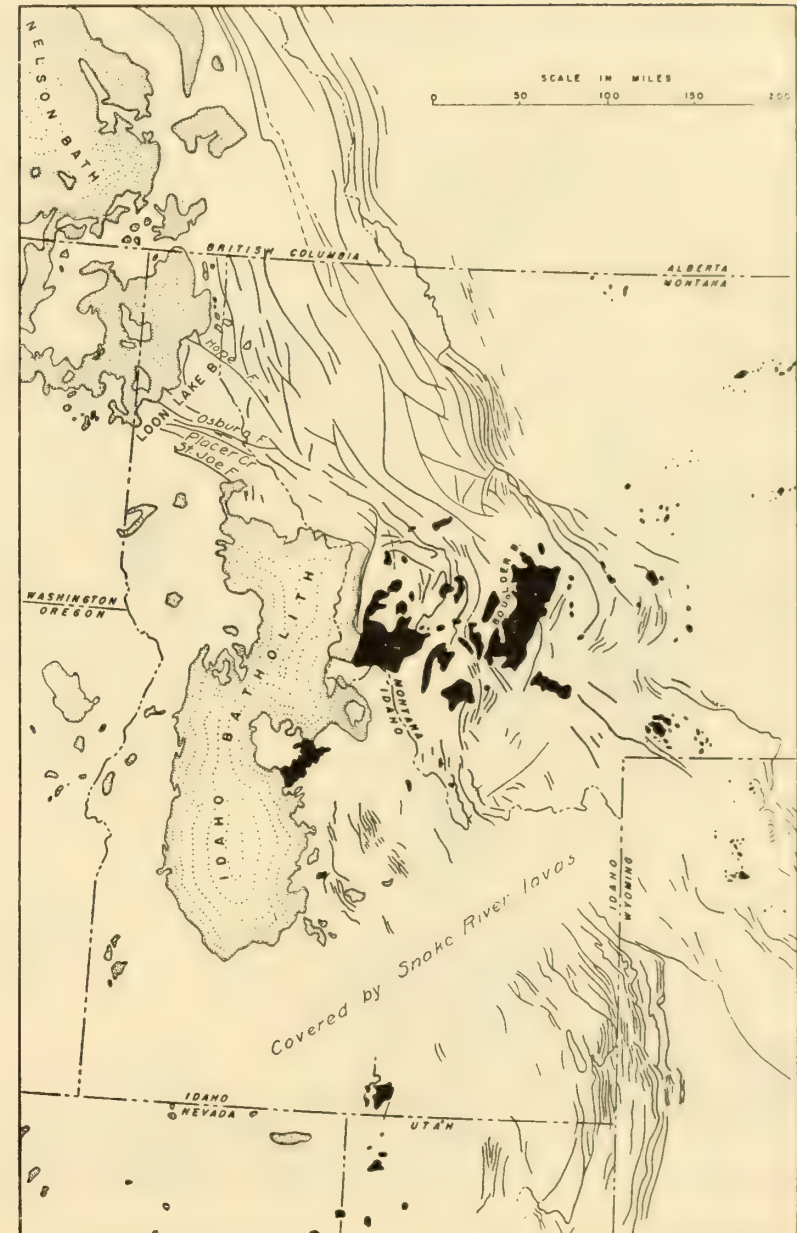 SCALE IN MILES
0 50 100 150 200
NELSON BATH
BRITISH COLUMBIA
ALBERTA
MONTANA
Hope F.
LOON LAKE B.
Osburn F.
Placer Cr
St. Joe F.
WASHINGTON
OREGON
BOULDER B.
IDAHO BATHOLITH
MONTANA
IDAHO
IDAHO
WYOMING
Covered by Snake River lavas
IDAHO
NEVADA
UTAH